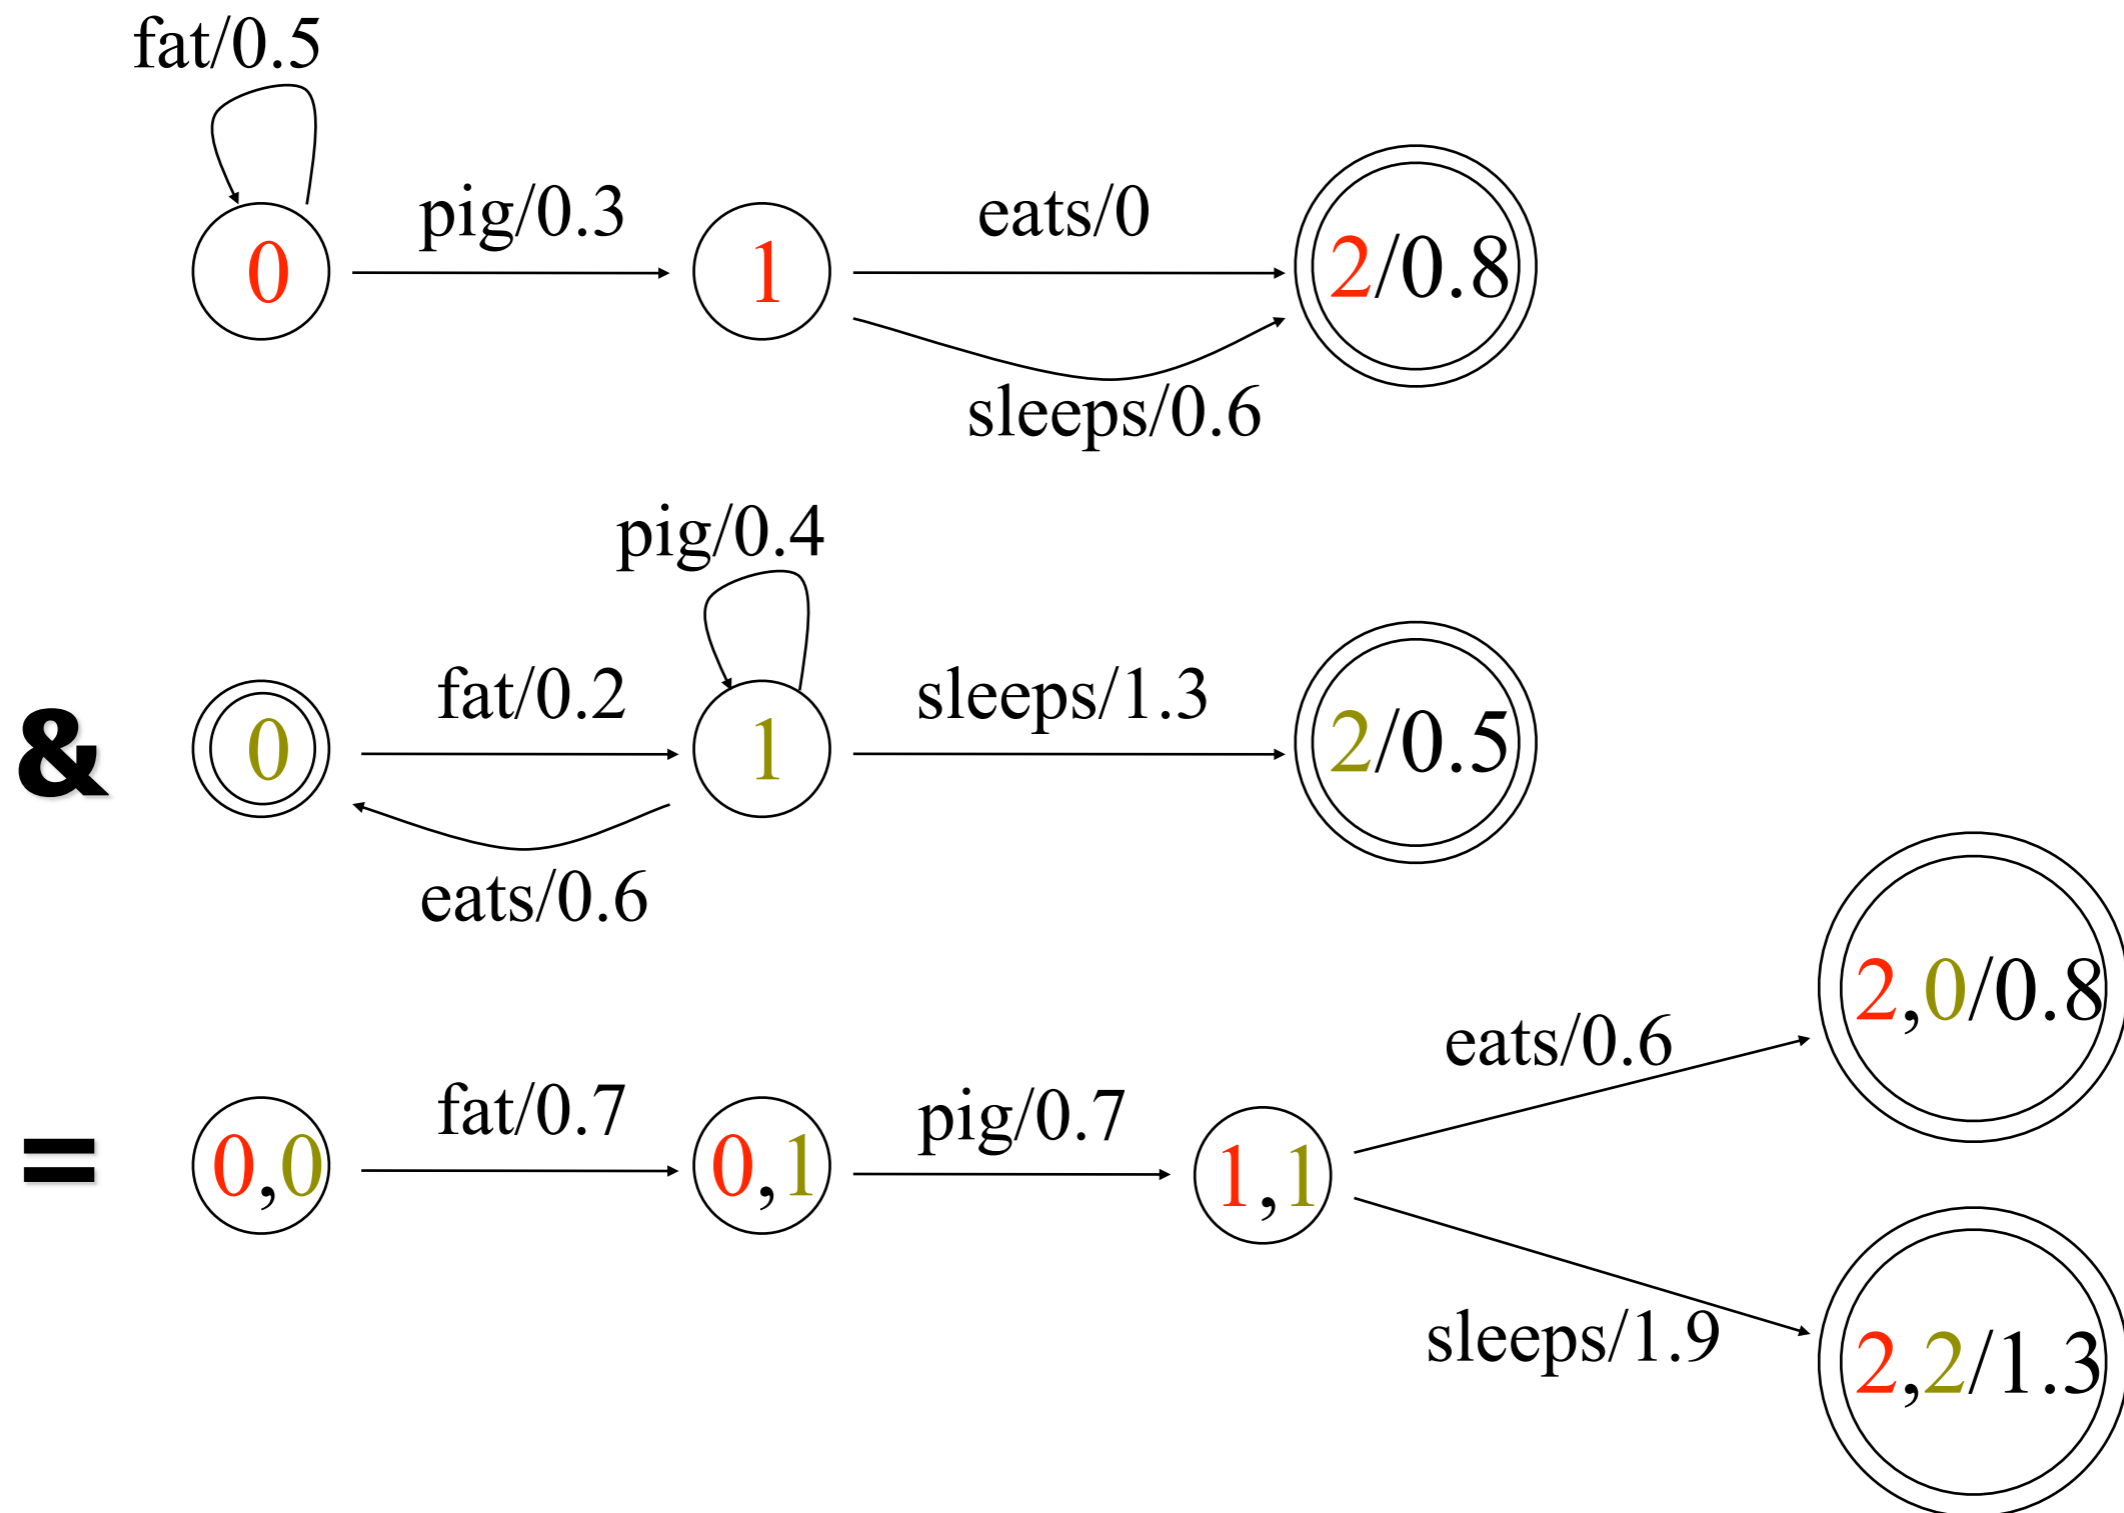 fat/0.5
pig/0.3
eats/0
0
1
2/0.8
sleeps/0.6
pig/0.4
fat/0.2
sleeps/1.3
&
0
1
2/0.5
eats/0.6
2,0/0.8
eats/0.6
fat/0.7
pig/0.7
=
0,0
0,1
1,1
sleeps/1.9
2,2/1.3